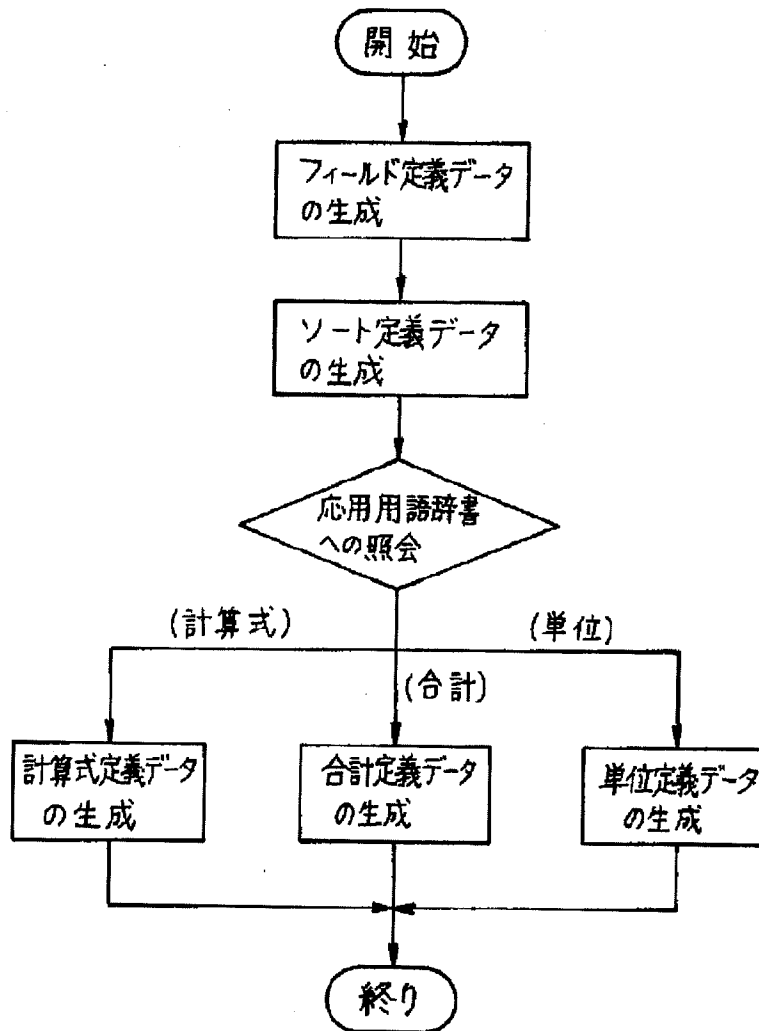 開始
フィールド定義データ
の生成
ソート定義データ
の生成
応用用語辞書
への照会
(計算式)
(単位)
(合計)
計算式定義データ
の生成
合計定義データ
の生成
単位定義データ
の生成
終り